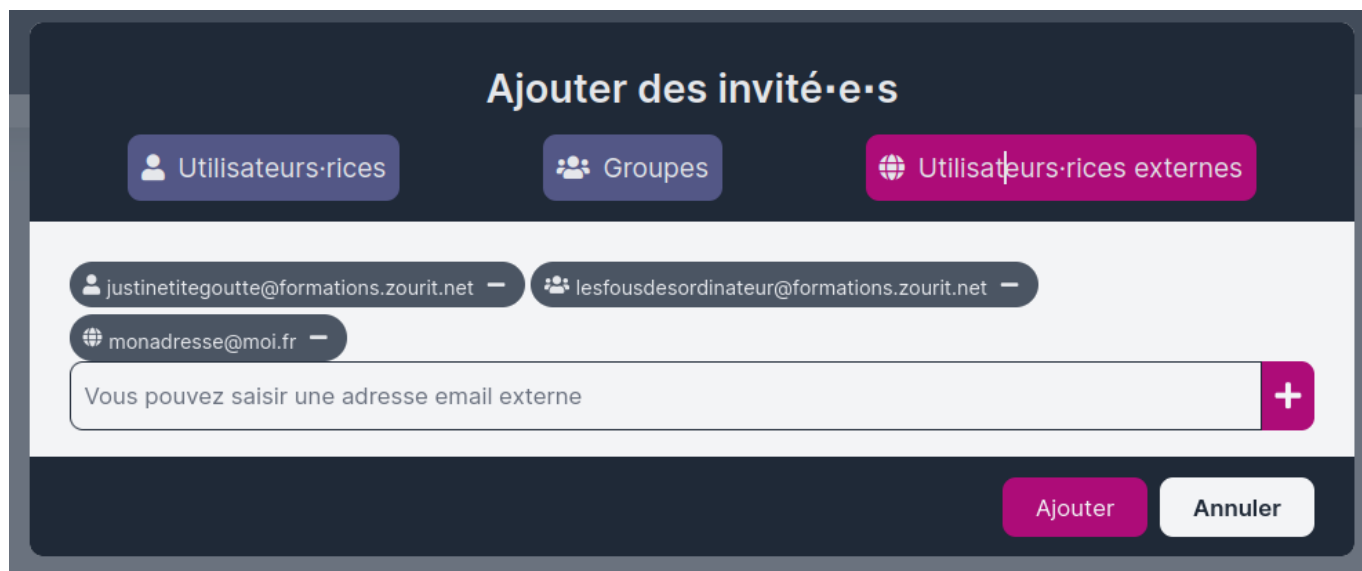 Ajouter des invité·e·s
Utilisateurs·rices Groupes Utilisateurs·rices externes
justinetitegoutte@formations.zourit.net lesfousdesordinateur@formations.zourit.net
monadresse@moi.fr
Vous pouvez saisir une adresse email externe
Ajouter Annuler